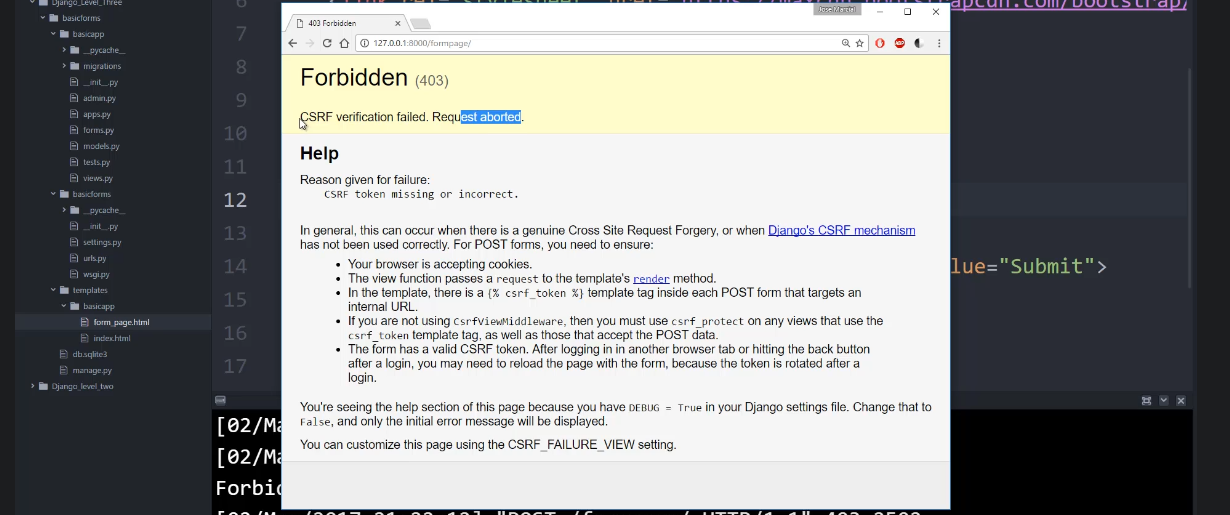 Django_Level_Three
basicforms
basicapp
__pycache__
migrations
__init__.py
admin.py
apps.py
forms.py
models.py
tests.py
views.py
basicforms
__pycache__
__init__.py
settings.py
urls.py
wsgi.py
templates
basicapp
form_page.html
index.html
db.sqlite3
manage.py
Django_level_two
6
7
8
9
10
11
12
13
14
15
16
17
lue="Submit">
403 Forbidden
127.0.0.1:8000/formpage/
Forbidden (403)
CSRF verification failed. Request aborted.
Help
Reason given for failure:
CSRF token missing or incorrect.
In general, this can occur when there is a genuine Cross Site Request Forgery, or when Django's CSRF mechanism
has not been used correctly. For POST forms, you need to ensure:
• Your browser is accepting cookies.
• The view function passes a request to the template's render method.
• In the template, there is a {% csrf_token %} template tag inside each POST form that targets an
internal URL.
• If you are not using CsrfViewMiddleware, then you must use csrf_protect on any views that use the
csrf_token template tag, as well as those that accept the POST data.
• The form has a valid CSRF token. After logging in in another browser tab or hitting the back button
after a login, you may need to reload the page with the form, because the token is rotated after a
login.
You're seeing the help section of this page because you have DEBUG = True in your Django settings file. Change that to
False, and only the initial error message will be displayed.
You can customize this page using the CSRF_FAILURE_VIEW setting.
[02/Ma
[02/Ma
Forbid